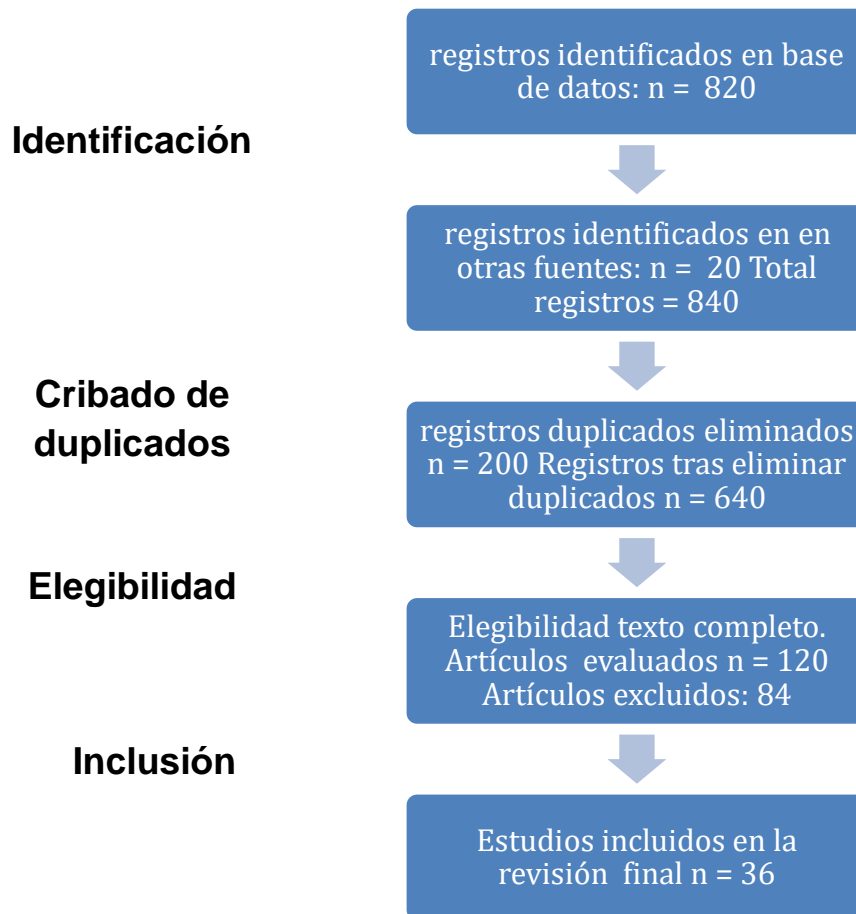 registros identificados en base
de datos: n = 820
Identificación
registros identificados en en
otras fuentes: n = 20 Total
registros = 840
Cribado de
duplicados
registros duplicados eliminados
n = 200 Registros tras eliminar
duplicados n = 640
Elegibilidad
Elegibilidad texto completo.
Artículos evaluados n = 120
Artículos excluidos: 84
Inclusión
Estudios incluidos en la
revisión final n = 36